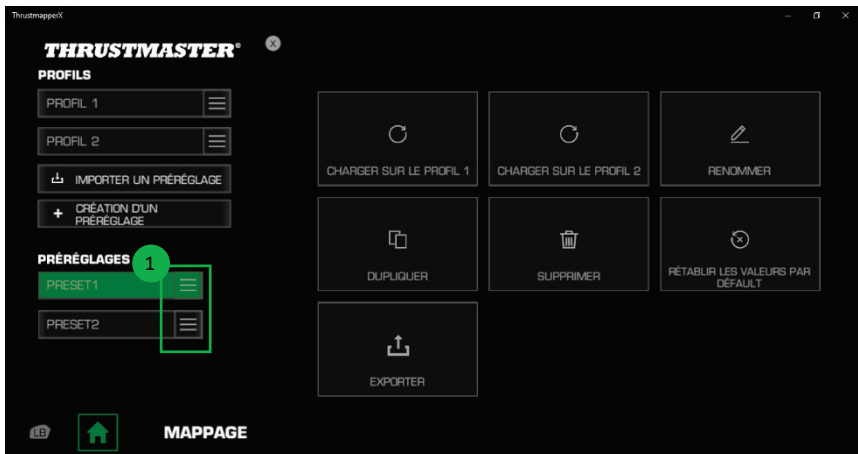 ThrustmapperX
THRUSTMASTER®
X
PROFILS
PROFIL 1
PROFIL 2
IMPORTER UN PRÉRÉGLAGE
CRÉATION D'UN
PRÉRÉGLAGE
PRÉRÉGLAGES
1
PRESET1
PRESET2
CHARGER SUR LE PROFIL 1
CHARGER SUR LE PROFIL 2
RENOMMER
DUPLIQUER
SUPPRIMER
RÉTABLIR LES VALEURS PAR
DÉFAULT
EXPORTER
LB
MAPPAGE